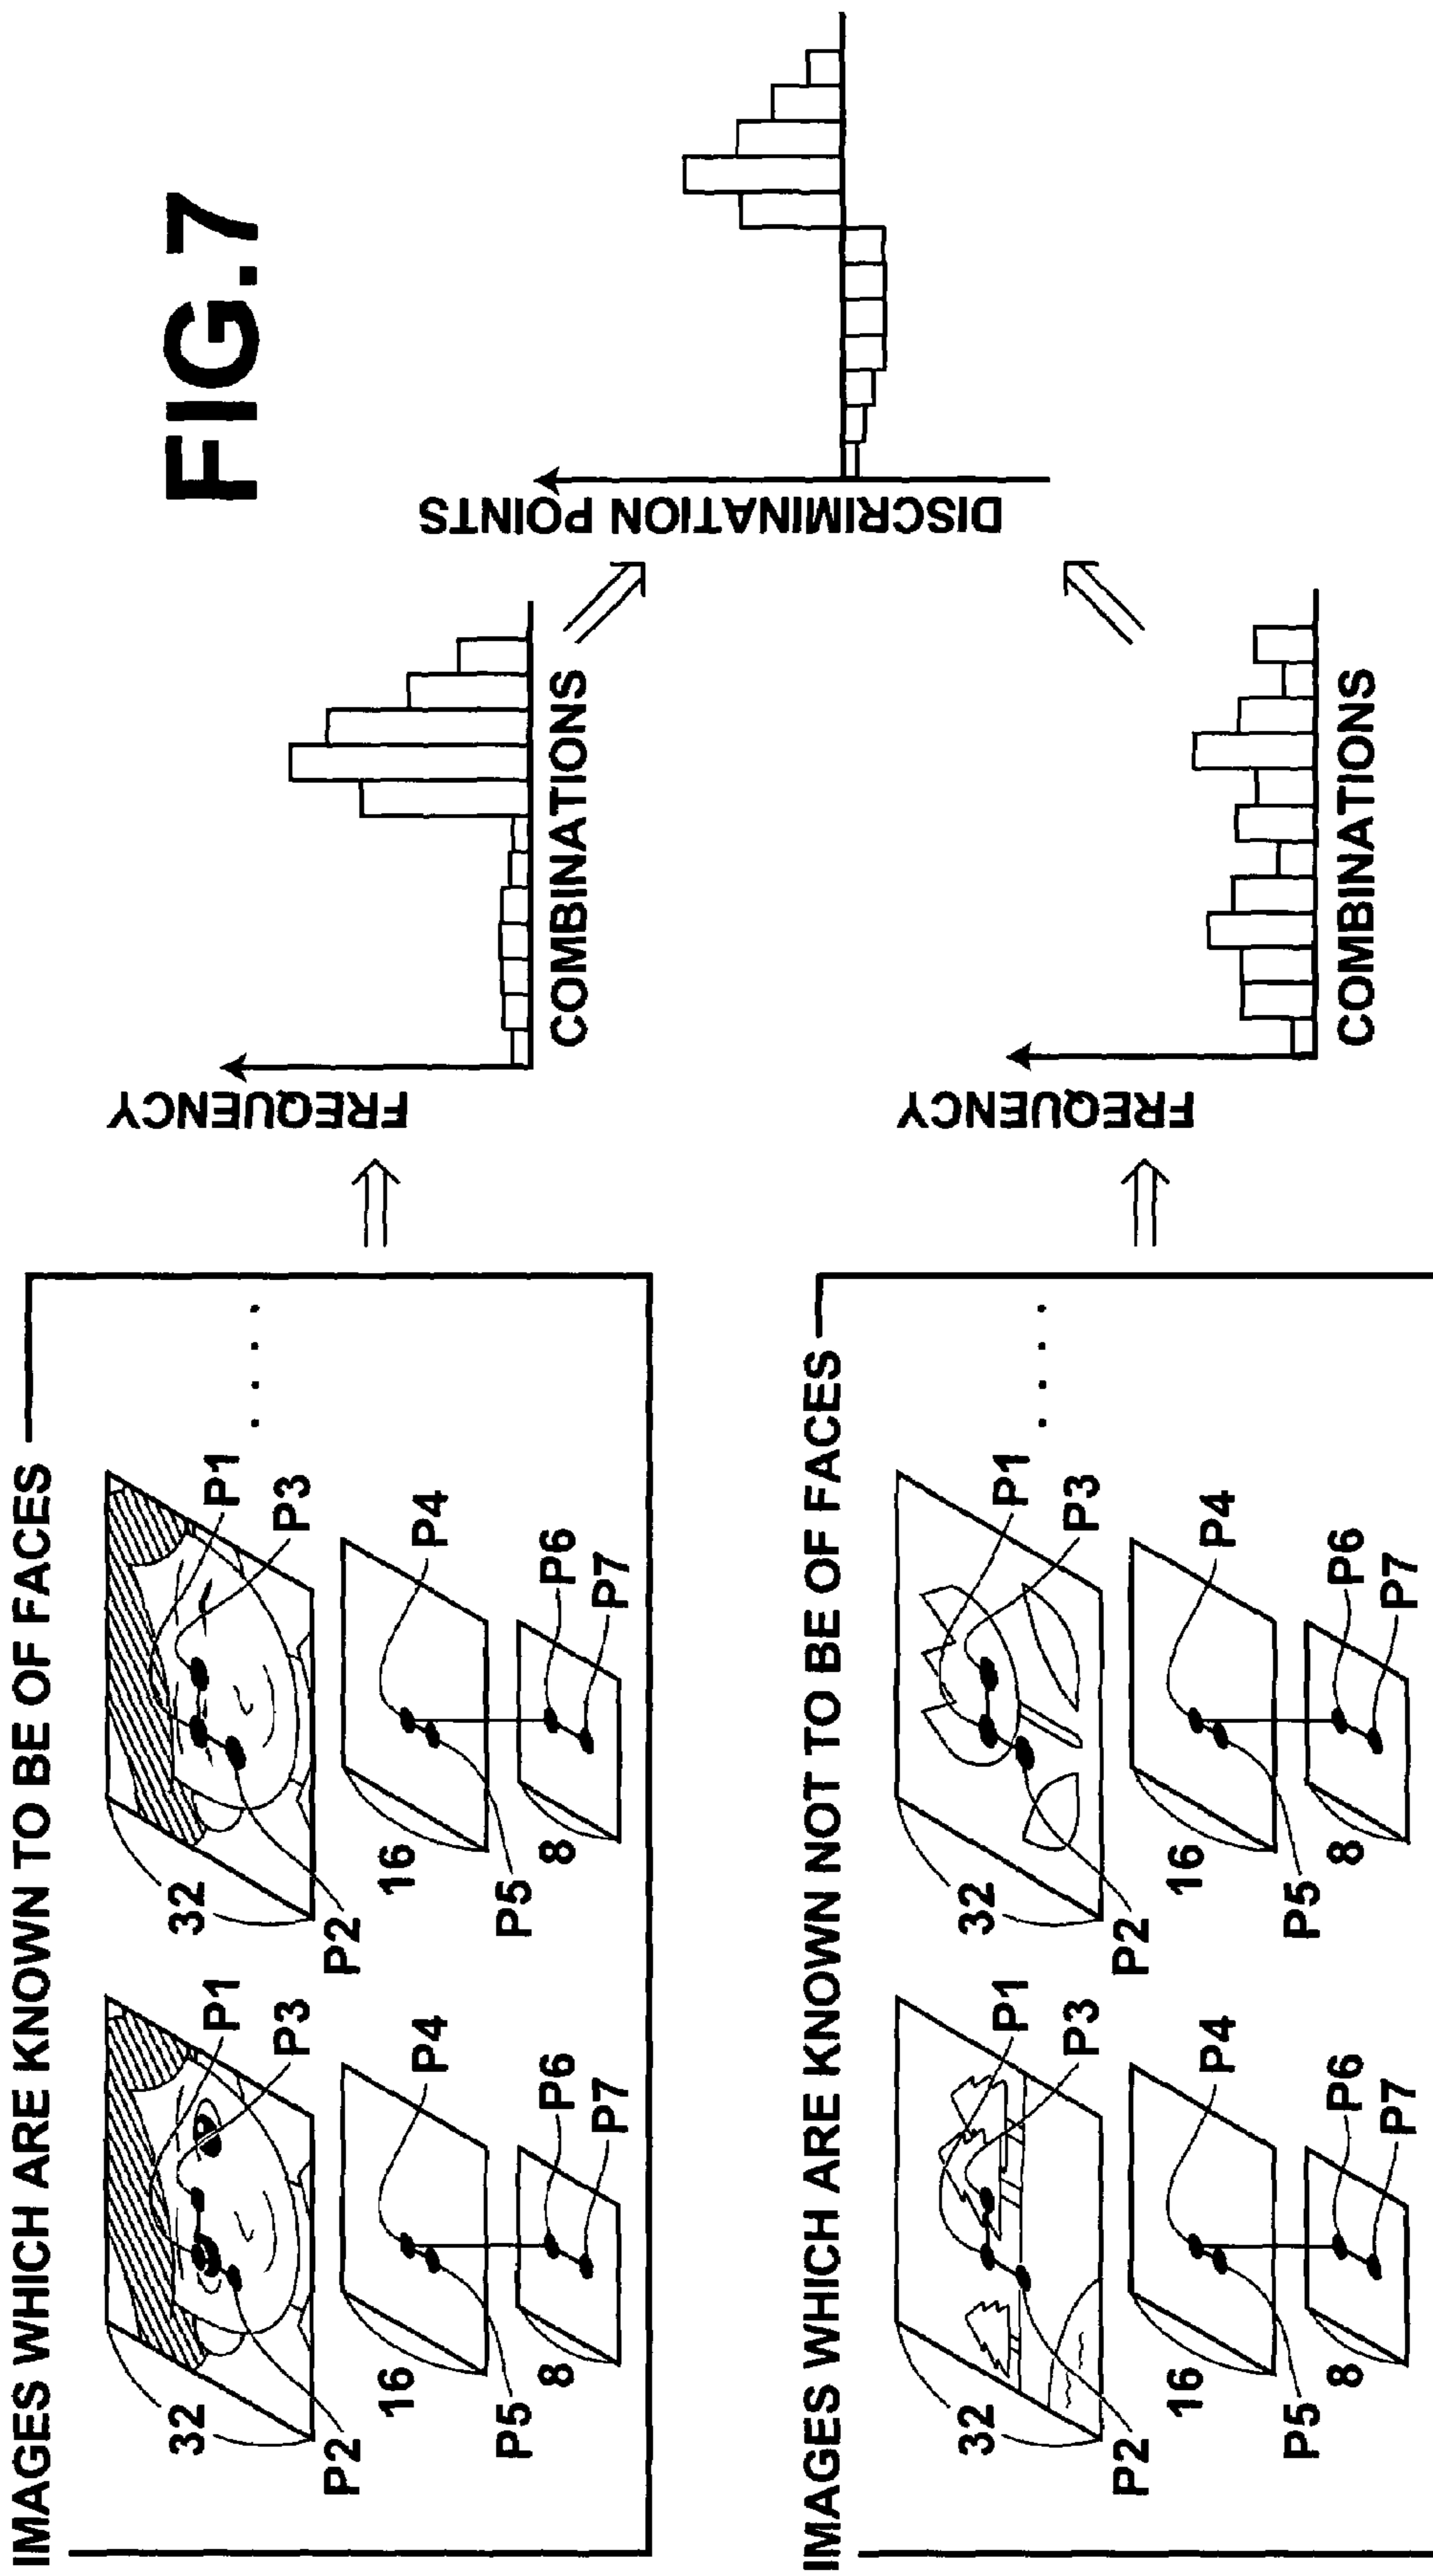 FIG.7
IMAGES WHICH ARE KNOWN TO BE OF FACES
32
P1
P3
P2
16
P4
P5
8
P6
P7
32
P1
P3
P2
16
P4
P5
8
P6
P7
. . . .
FREQUENCY
COMBINATIONS
DISCRIMINATION POINTS
IMAGES WHICH ARE KNOWN NOT TO BE OF FACES
32
P1
P3
P2
16
P4
P5
8
P6
P7
32
P1
P3
P2
16
P4
P5
8
P6
P7
. . . .
FREQUENCY
COMBINATIONS